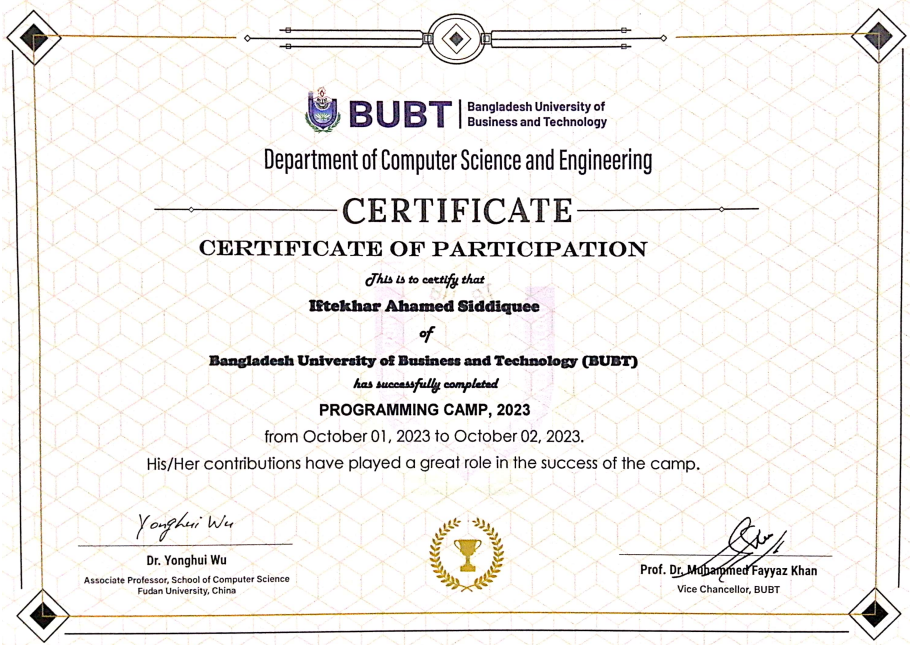 BUBT
Bangladesh University of
Business and Technology
Department of Computer Science and Engineering
CERTIFICATE
CERTIFICATE OF PARTICIPATION
This is to certify that
Iftekhar Ahamed Siddiquee
of
Bangladesh University of Business and Technology (BUBT)
has successfully completed
PROGRAMMING CAMP, 2023
from October 01, 2023 to October 02, 2023.
His/Her contributions have played a great role in the success of the camp.
Yonghui Wu
Dr. Yonghui Wu
Associate Professor, School of Computer Science
Fudan University, China
Prof. Dr. Muhammed Fayyaz Khan
Vice Chancellor, BUBT